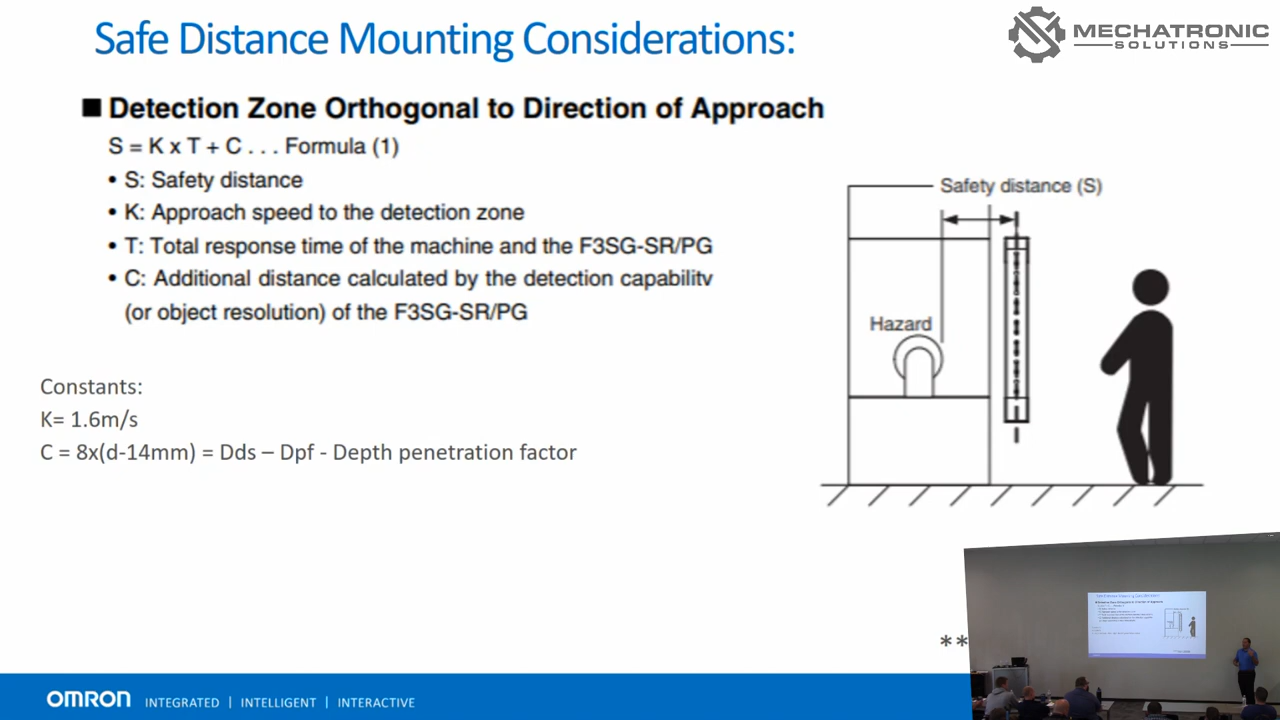 Safe Distance Mounting Considerations:
MECHATRONIC
SOLUTIONS
■ Detection Zone Orthogonal to Direction of Approach
S = K x T + C . . . Formula (1)
• S: Safety distance
• K: Approach speed to the detection zone
• T: Total response time of the machine and the F3SG-SR/PG
• C: Additional distance calculated by the detection capability
(or object resolution) of the F3SG-SR/PG
Safety distance (S)
Hazard
Constants:
K= 1.6m/s
C = 8x(d-14mm) = Dds – Dpf - Depth penetration factor
**
OMRON INTEGRATED | INTELLIGENT | INTERACTIVE